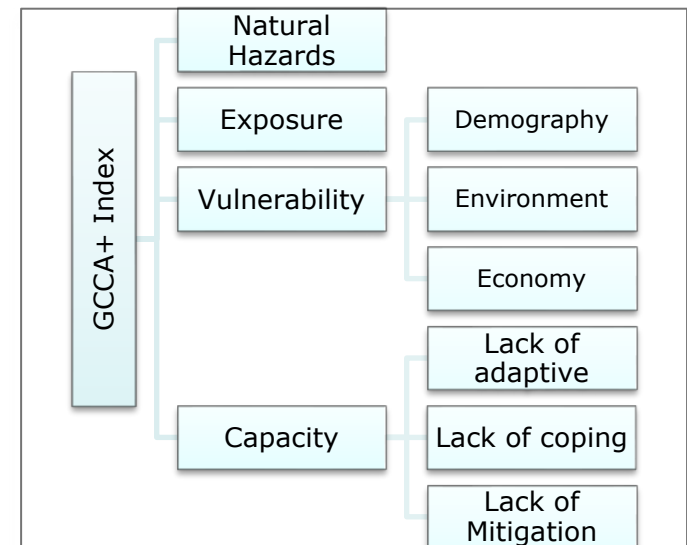 Natural
Hazards
Exposure
Demography
GCCA+ Index
Vulnerability
Environment
Economy
Lack of
adaptive
Capacity
Lack of coping
Lack of
Mitigation